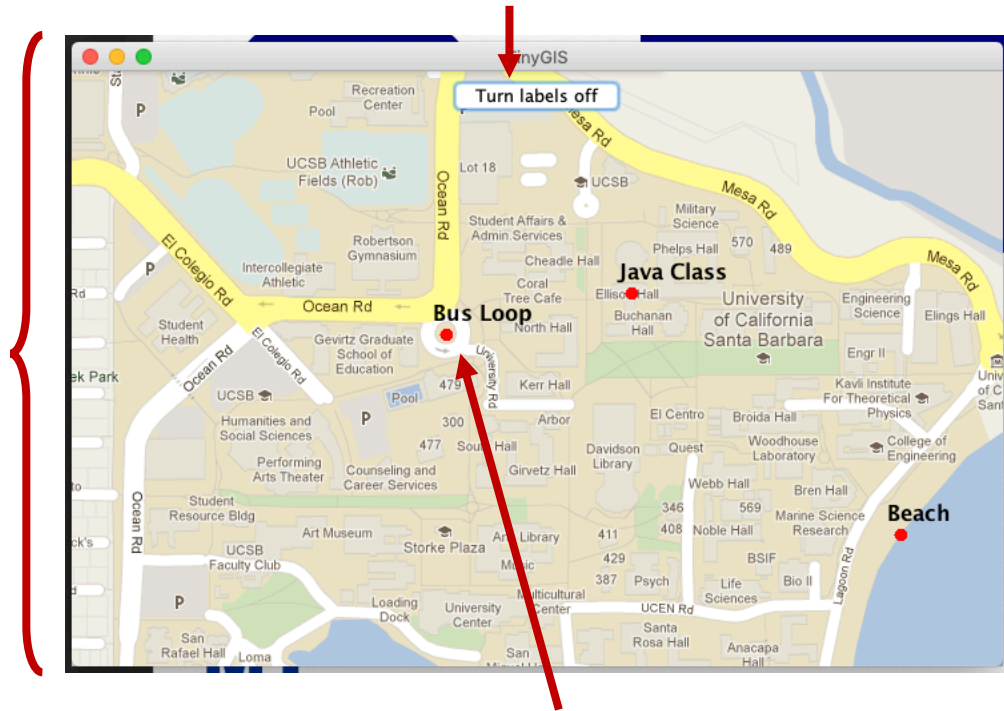 TinyGIS
Turn labels off
Recreation
Center
Pool
P
P
UCSB Athletic
Fields (Rob)
Lot 18
Ocean Rd
Mesa Rd
UCSB
Mesa Rd
Military
Science
Student Affairs &
Admin.Services
Phelps Hall
570
489
Mesa Rd
El Colegio Rd
Robertson
Gymnasium
Cheadle Hall
Java Class
Intercollegiate
Athletic
Coral
Tree Cafe
Ellison Hall
University
of California
Santa Barbara
Engineering
Science
Rd
Ocean Rd
Bus Loop
Buchanan
Hall
Elings Hall
Student
Health
Gevirtz Graduate
School of
Education
North Hall
Engr II
El Colegio Rd
University Rd
Ocean Rd
ek Park
UCSB
Pool
479
Kerr Hall
Kavli Institute
For Theoretical
Physics
Humanities and
Social Sciences
P
300
Arbor
El Centro
Broida Hall
477
South Hall
Davidson
Library
Quest
Woodhouse
Laboratory
College of
Engineering
Performing
Arts Theater
Counseling and
Career Services
Girvetz Hall
Webb Hall
Bren Hall
Student
Resource Bldg
346
569
Marine Science
Research
Beach
Ocean Rd
Art Museum
Storke Plaza
Arts Library
411
408
Noble Hall
UCSB
Faculty Club
Music
429
BSIF
387
Psych
Life
Sciences
Bio II
Lagoon Rd
P
Loading
Dock
University
Center
Multicultural
Center
UCEN Rd
San
Rafael Hall
Loma
San
Santa
Rosa Hall
Anacapa
Hall